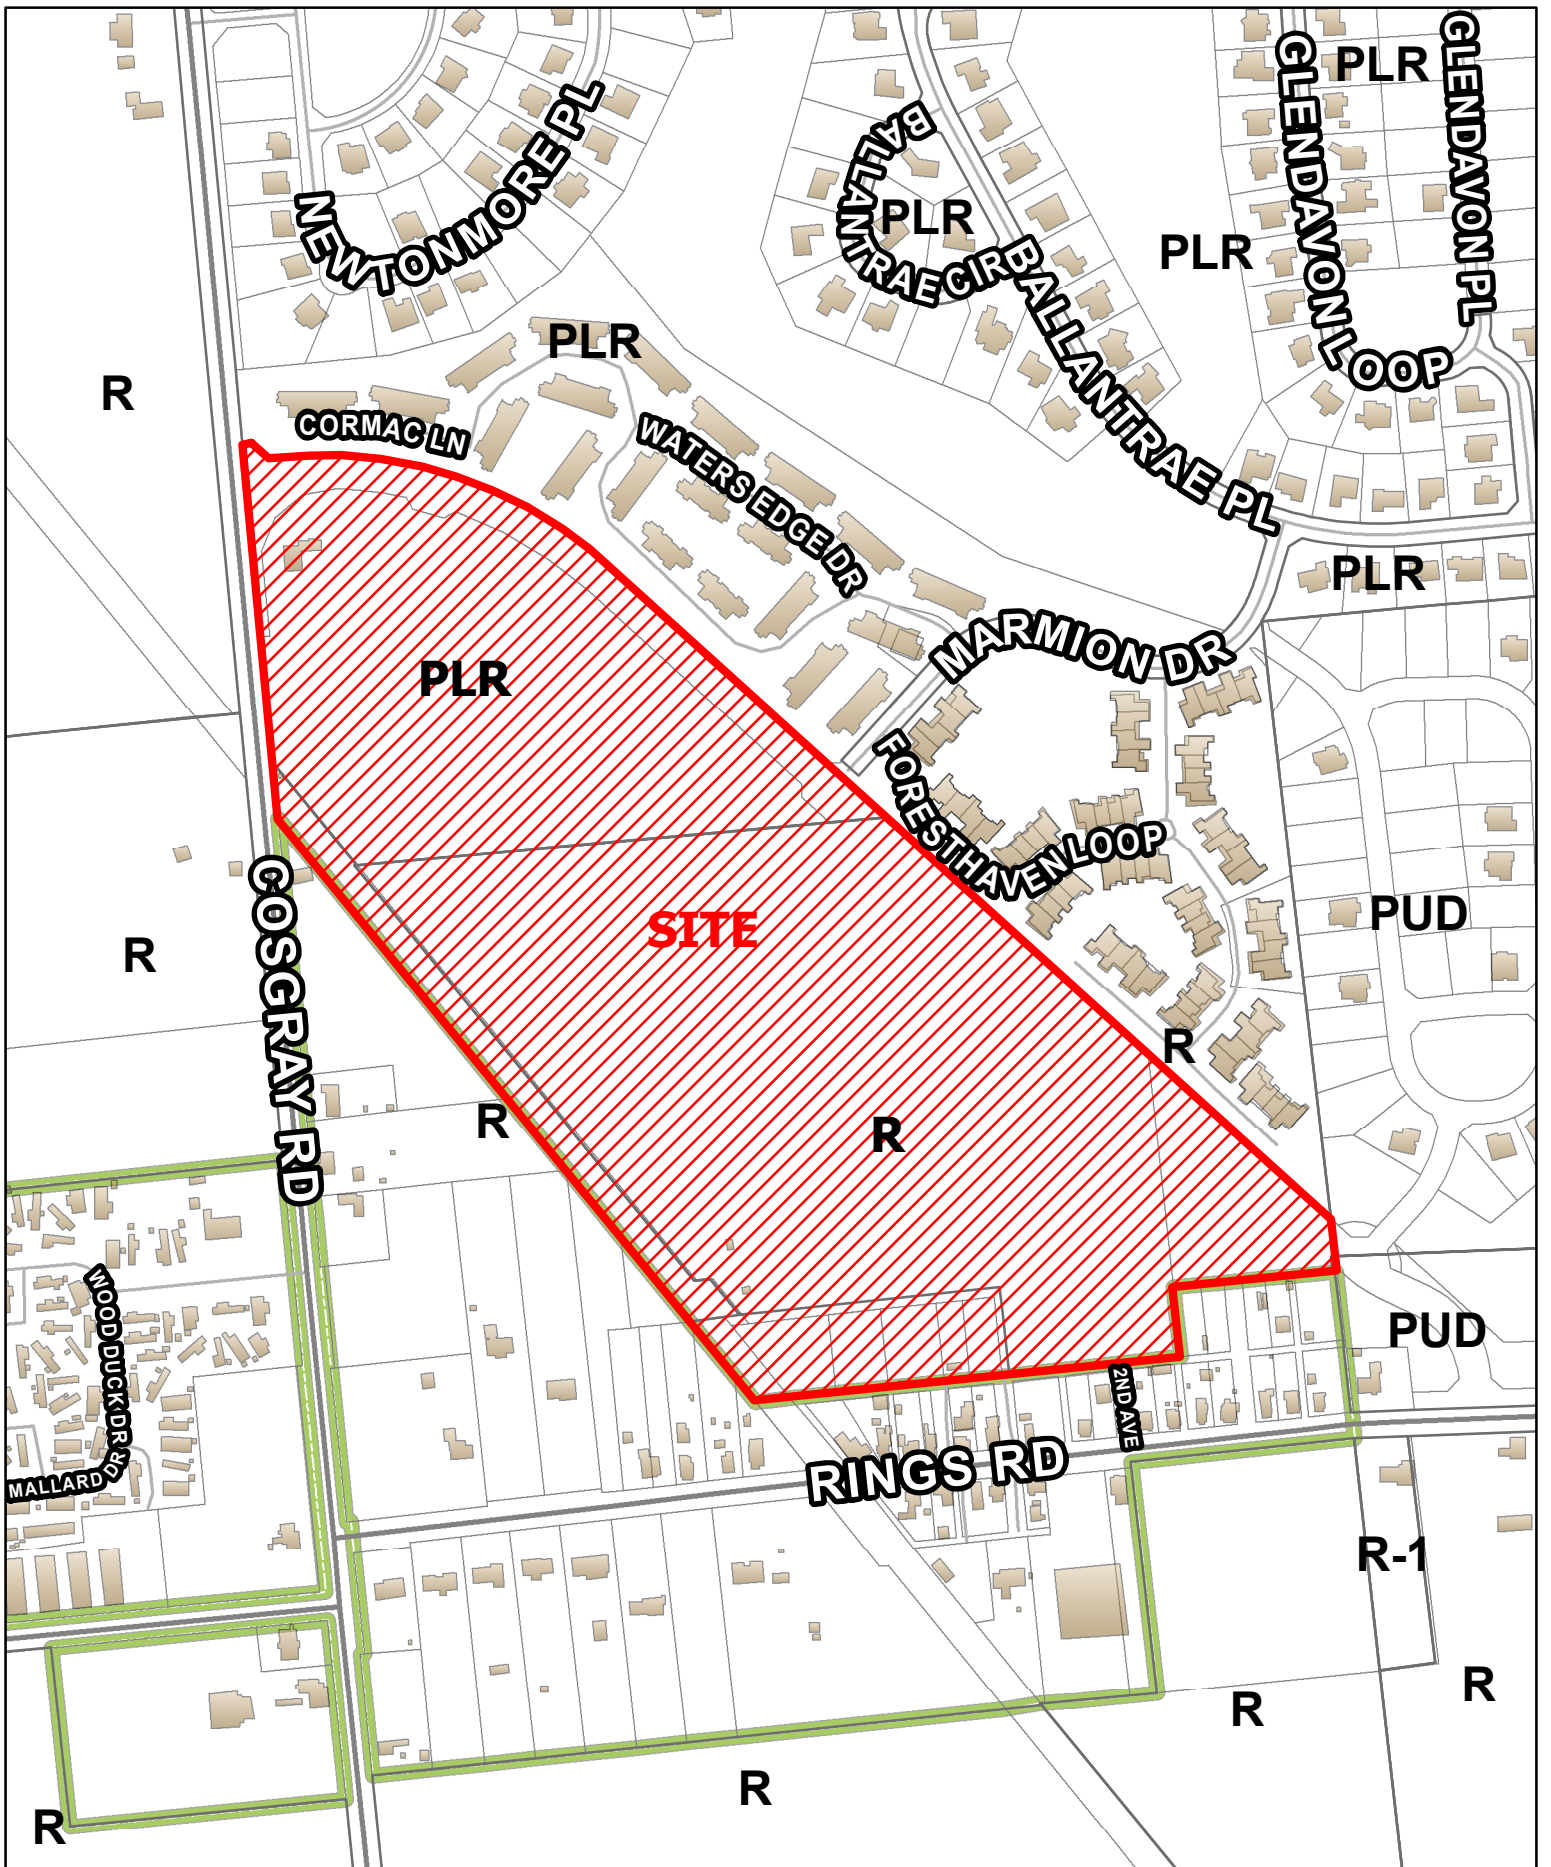 PLR
GLENDAVON PL
GLENDAVON LOOP
NEWTONMORE PL
BALLANTRAE CIR
PLR
PLR
BALLANTRAE PL
PLR
R
CORMAC LN
WATERS EDGE DR
PLR
MARMION DR
PLR
FORESTHAVEN LOOP
SITE
PUD
R
COSGRAY RD
R
R
R
WOOD DUCK DR
MALLARD DR
PUD
2ND AVE
RINGS RD
R-1
R
R
R
R